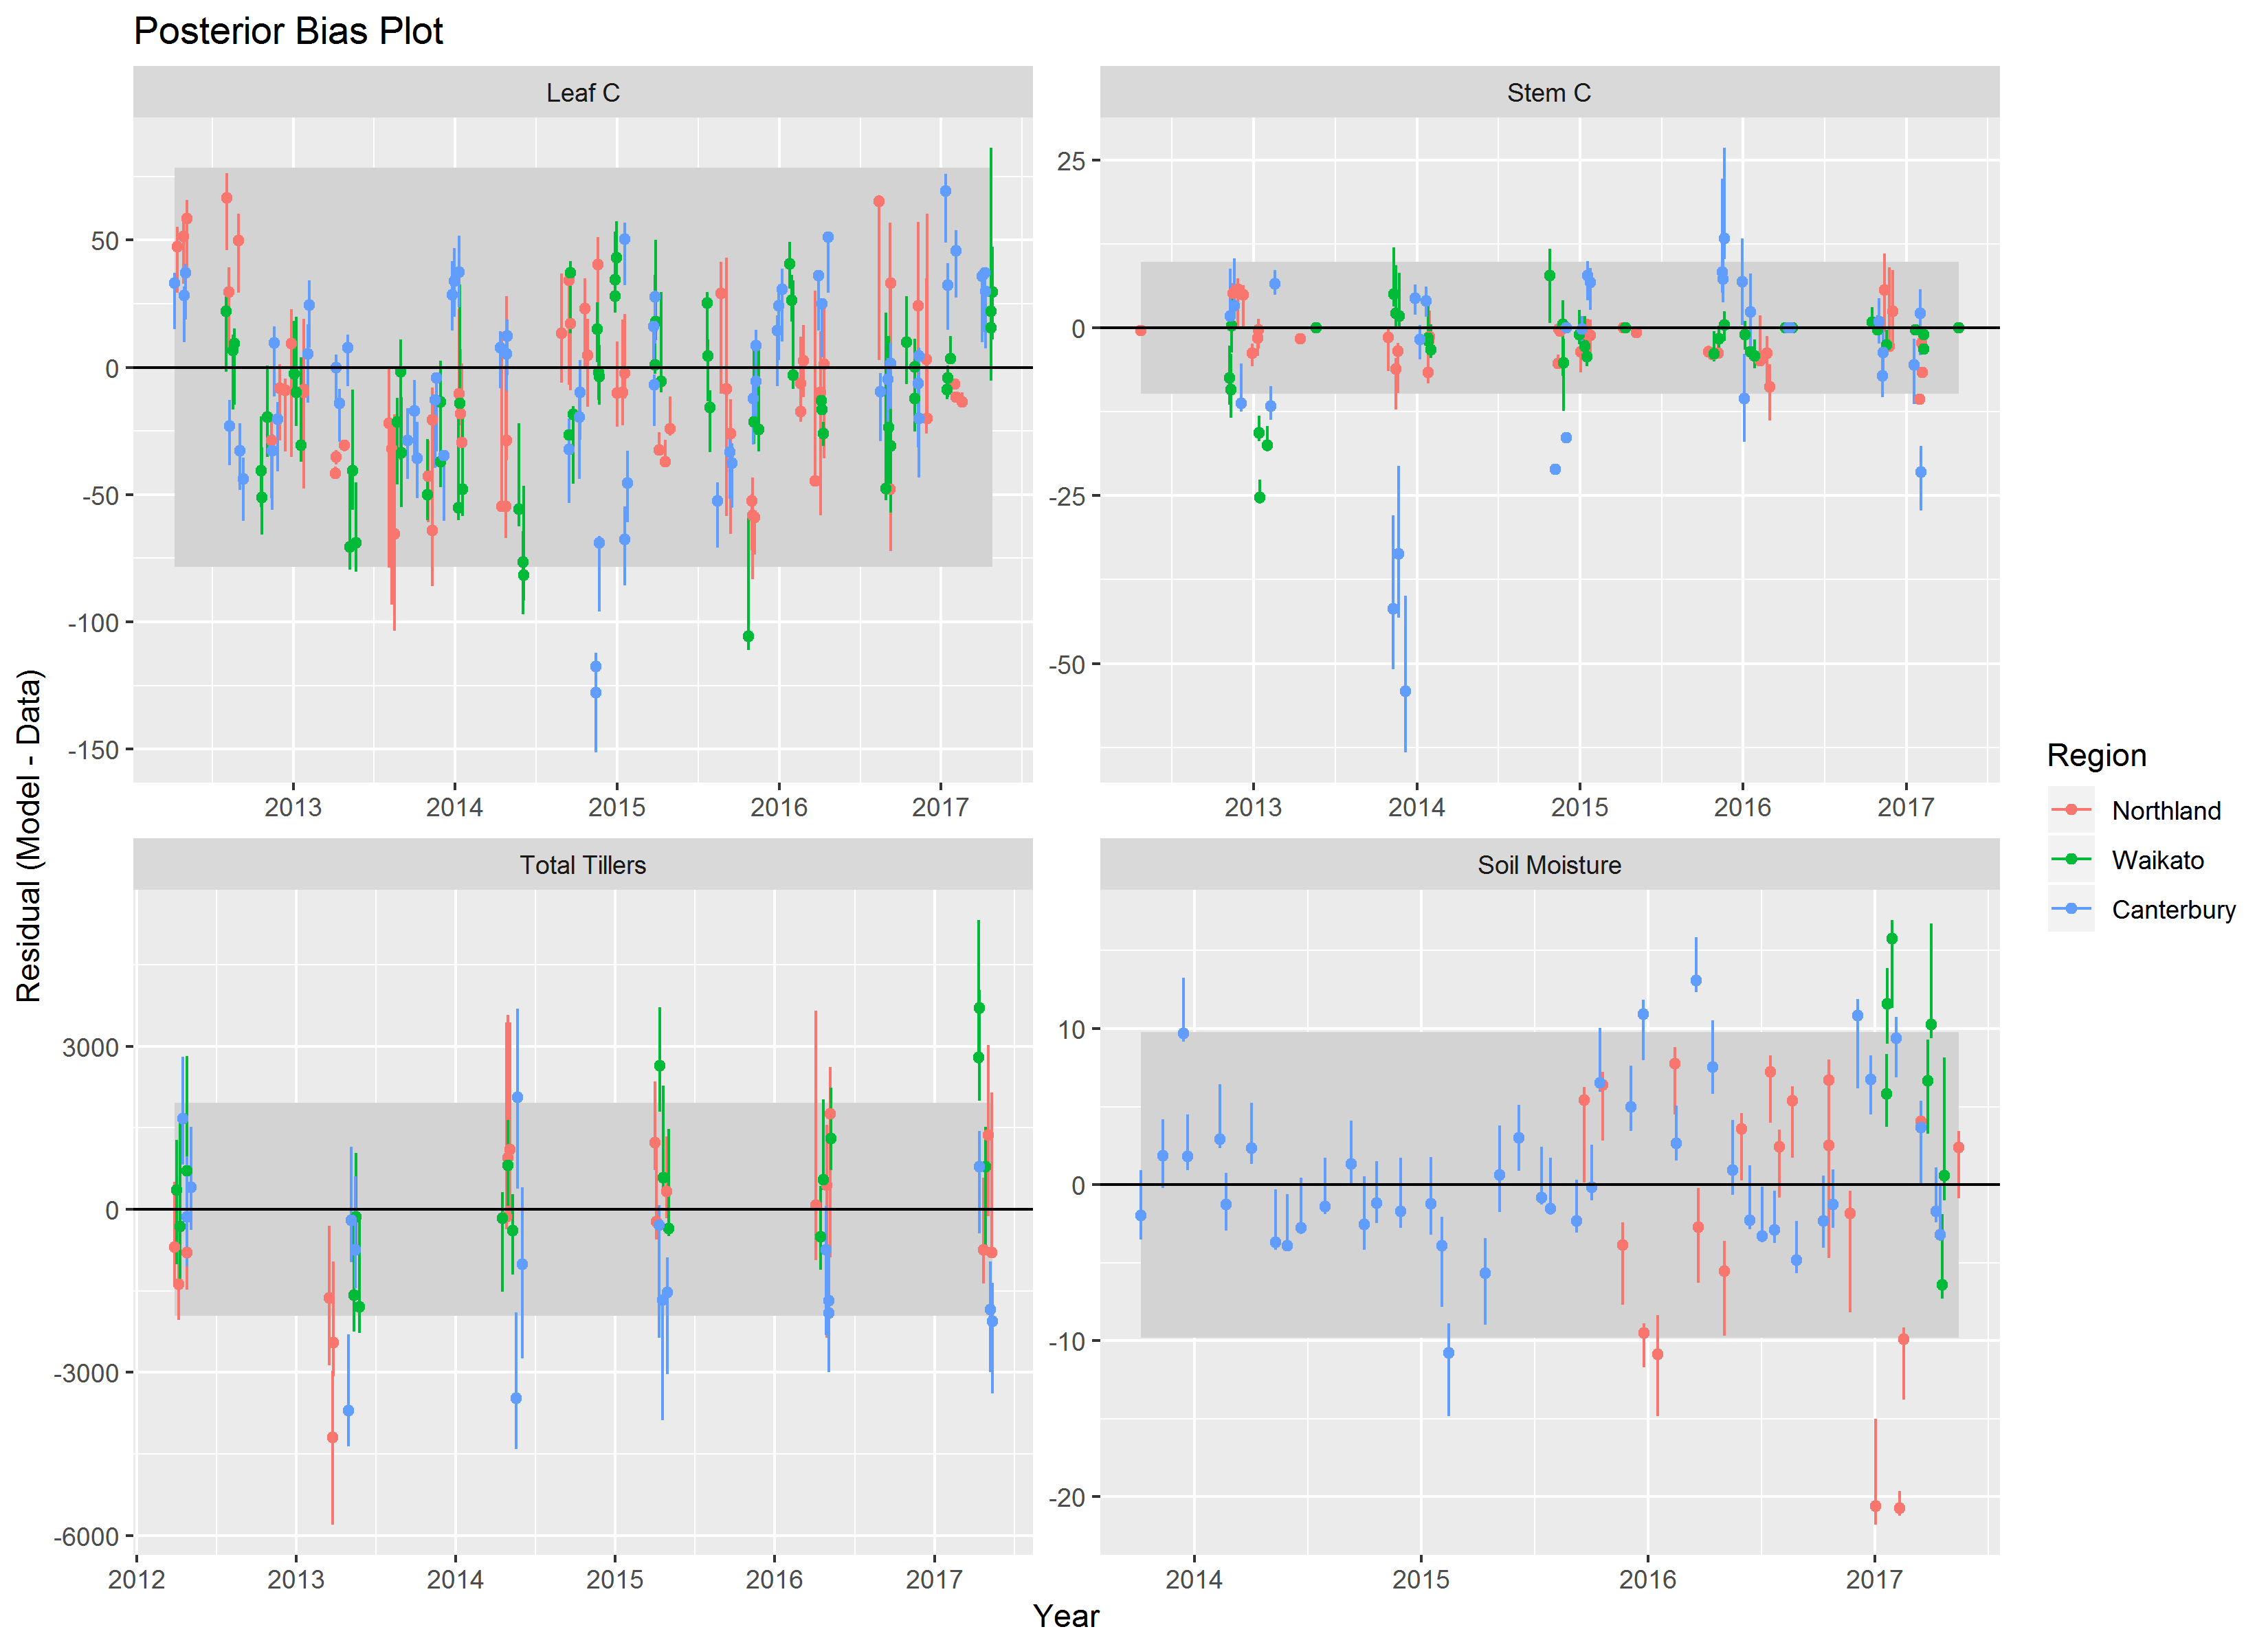 Posterior Bias Plot
Leaf C
Stem C
50
0
-50
-100
-150
25
0
-25
-50
2013 2014 2015 2016 2017
2013 2014 2015 2016 2017
Residual (Model - Data)
Total Tillers
Soil Moisture
3000
0
-3000
-6000
10
0
-10
-20
2012 2013 2014 2015 2016 2017
2014 2015 2016 2017
Year
Region
Northland
Waikato
Canterbury